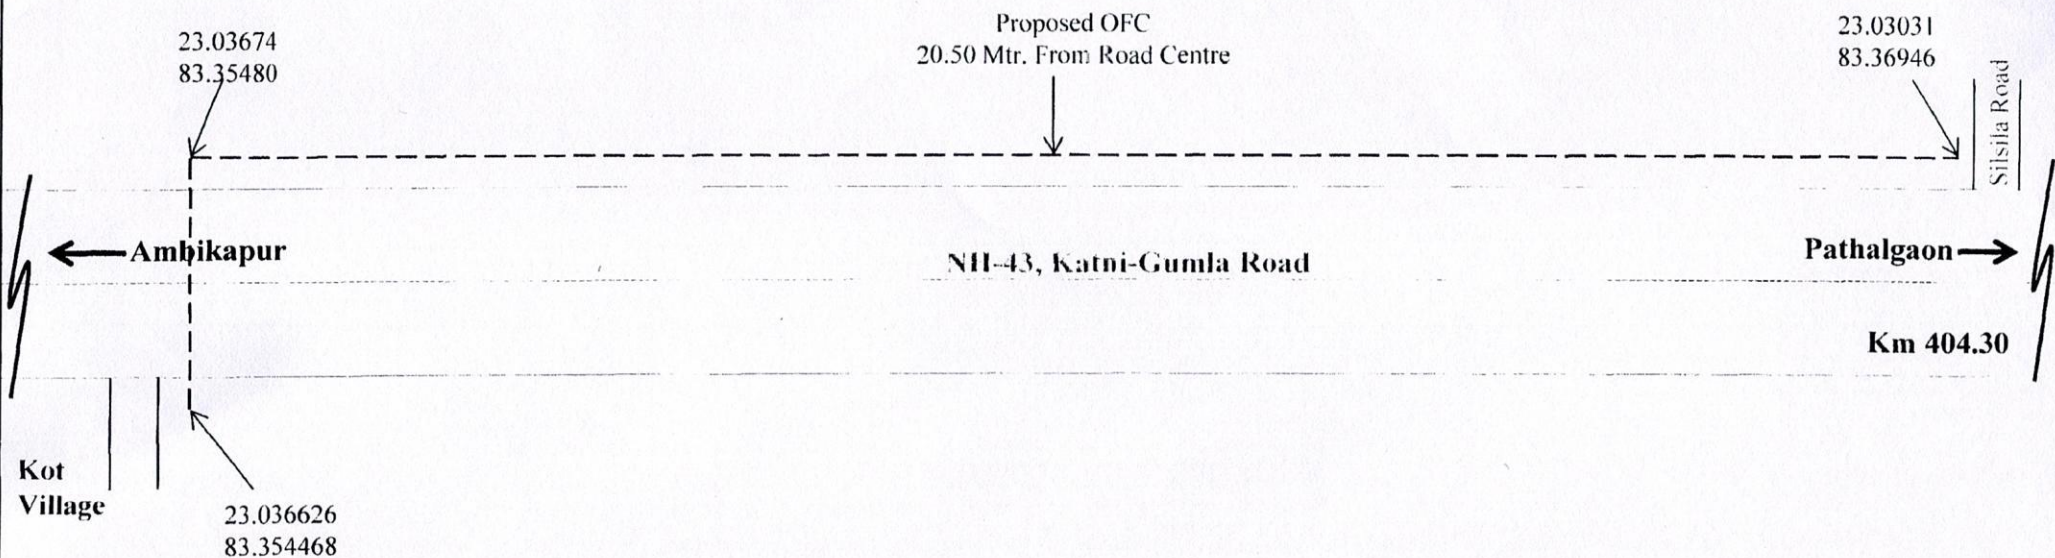 23.03674
83.35480
Proposed OFC
20.50 Mtr. From Road Centre
23.03031
83.36946
Silsila Road
Ambikapur
NH-43, Katni-Gumla Road
Pathalgaon
Km 404.30
Kot
Village
23.036626
83.354468